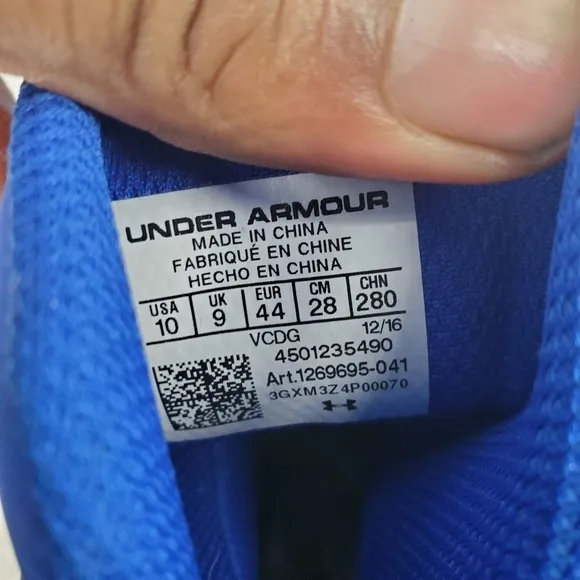 UNDER ARMOUR
MADE IN CHINA
FABRIQUÉ EN CHINE
HECHO EN CHINA
USA UK EUR CM CHN
10 9 44 28 280
VCDG 12/16
4501235490
Art.1269695-041
3GXM3Z4P00070